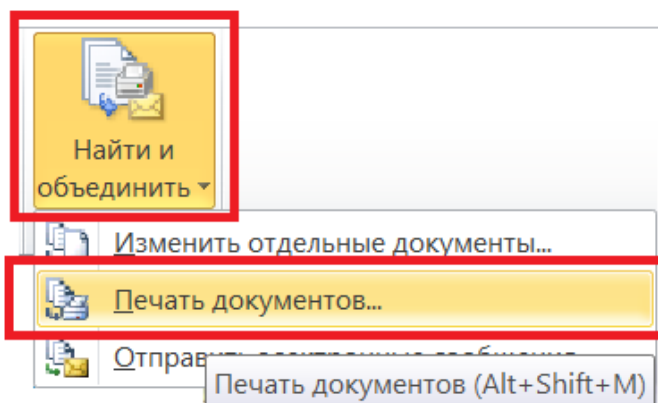 Найти и
объединить
Изменить отдельные документы...
Печать документов...
Печать документов (Alt+Shift+M)